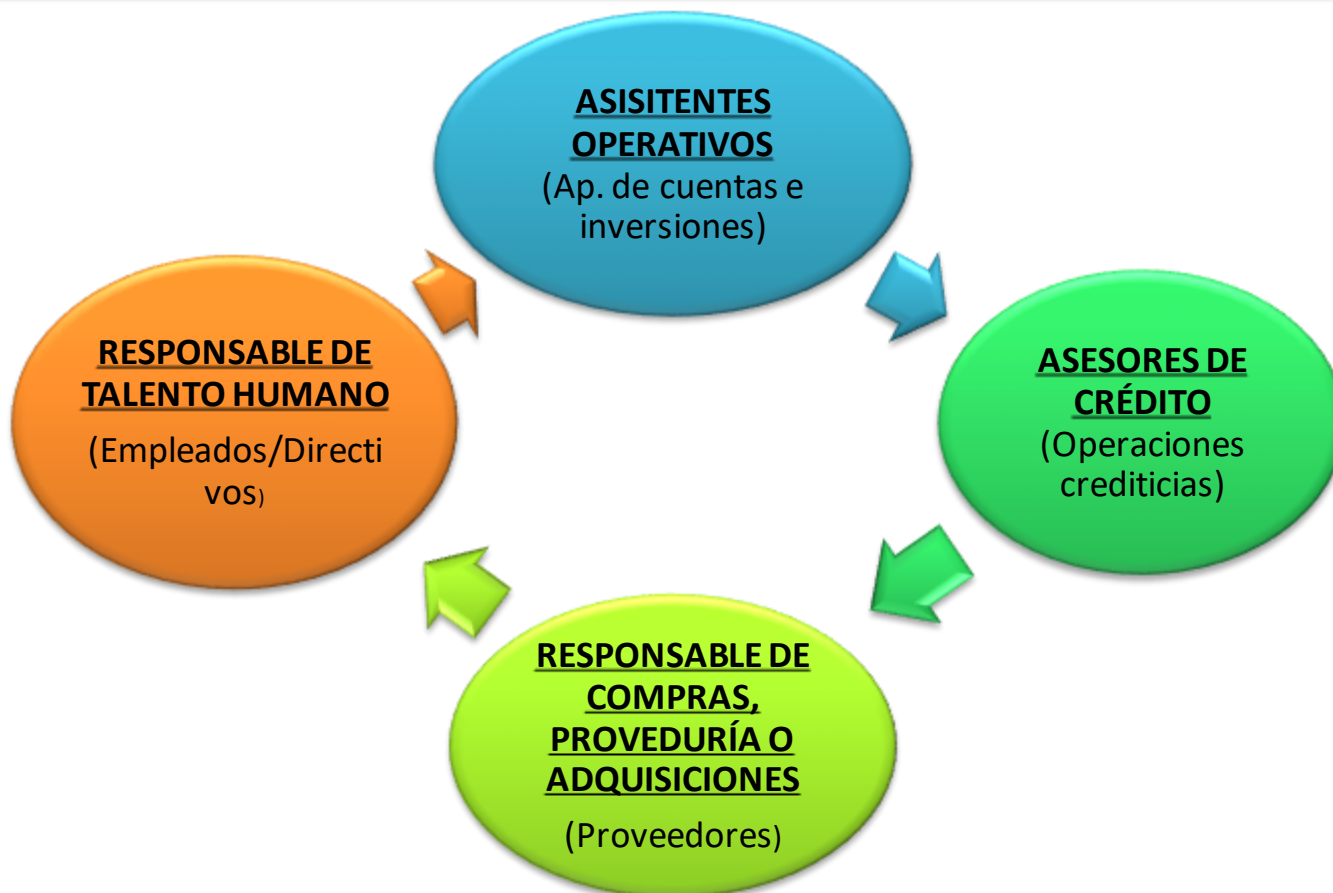 ASISITENTES
OPERATIVOS
(Ap. de cuentas e
inversiones)
ASESORES DE
CRÉDITO
(Operaciones
crediticias)
RESPONSABLE DE
COMPRAS,
PROVEDURÍA O
ADQUISICIONES
(Proveedores)
RESPONSABLE DE
TALENTO HUMANO
(Empleados/Directi
vos)